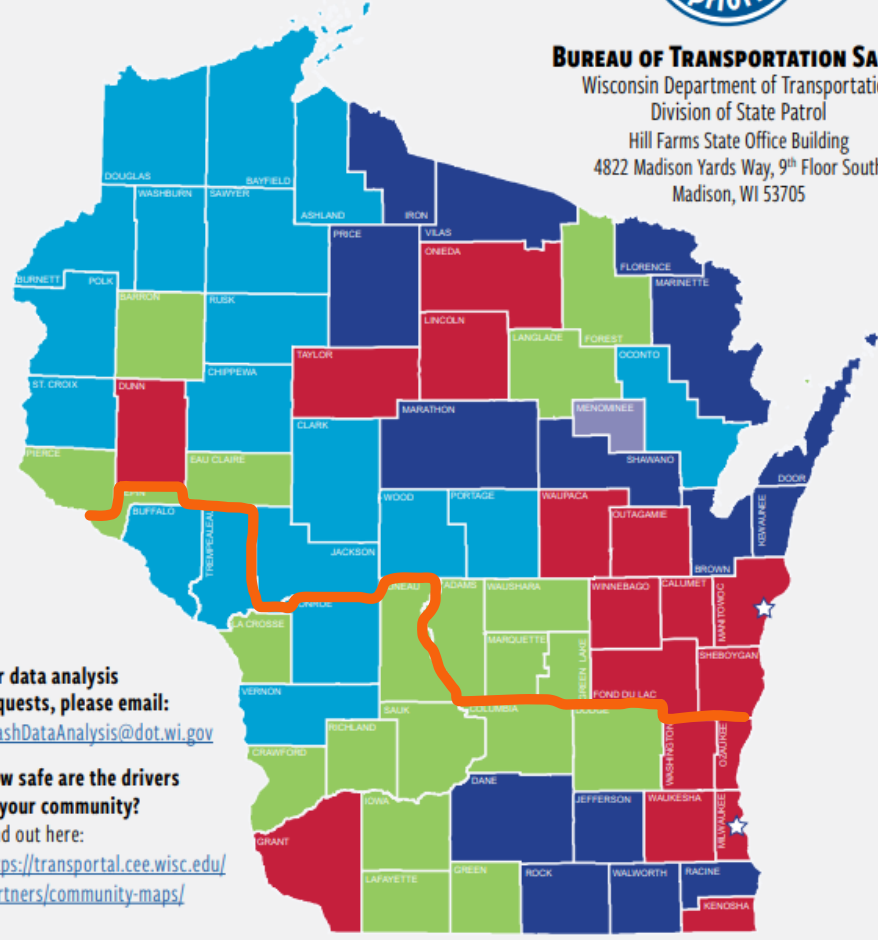 BUREAU OF TRANSPORTATION SA
Wisconsin Department of Transportatio
Division of State Patrol
Hill Farms State Office Building
4822 Madison Yards Way, 9th Floor South
Madison, WI 53705
DOUGLAS
BAYFIELD
ASHLAND
IRON
VILAS
WASHBURN
SAWYER
PRICE
ONIEDA
FLORENCE
MARINETTE
BURNETT
POLK
BARRON
RUSK
LINCOLN
LANGLADE
FOREST
OCONTO
TAYLOR
CHIPPEWA
ST. CROIX
DUNN
MARATHON
MENOMINEE
CLARK
PIERCE
EAU CLAIRE
SHAWANO
DOOR
BUFFALO
TREMPEALEAU
WOOD
PORTAGE
WAUPACA
OUTAGAMIE
KEWAUNEE
BROWN
JACKSON
ADAMS
WAUSHARA
WINNEBAGO
CALUMET
MANITOWOC
LA CROSSE
MARQUETTE
GREEN LAKE
SHEBOYGAN
FOND DU LAC
VERNON
SAUK
COLUMBIA
RICHLAND
CRAWFORD
WASHINGTON
OZAUKEE
IOWA
DANE
JEFFERSON
WAUKESHA
MILWAUKEE
GRANT
LAFAYETTE
GREEN
ROCK
WALWORTH
RACINE
KENOSHA
r data analysis
quests, please email:
ashDataAnalysis@dot.wi.gov
w safe are the drivers
your community?
d out here:
ps://transportal.cee.wisc.edu/
rtners/community-maps/